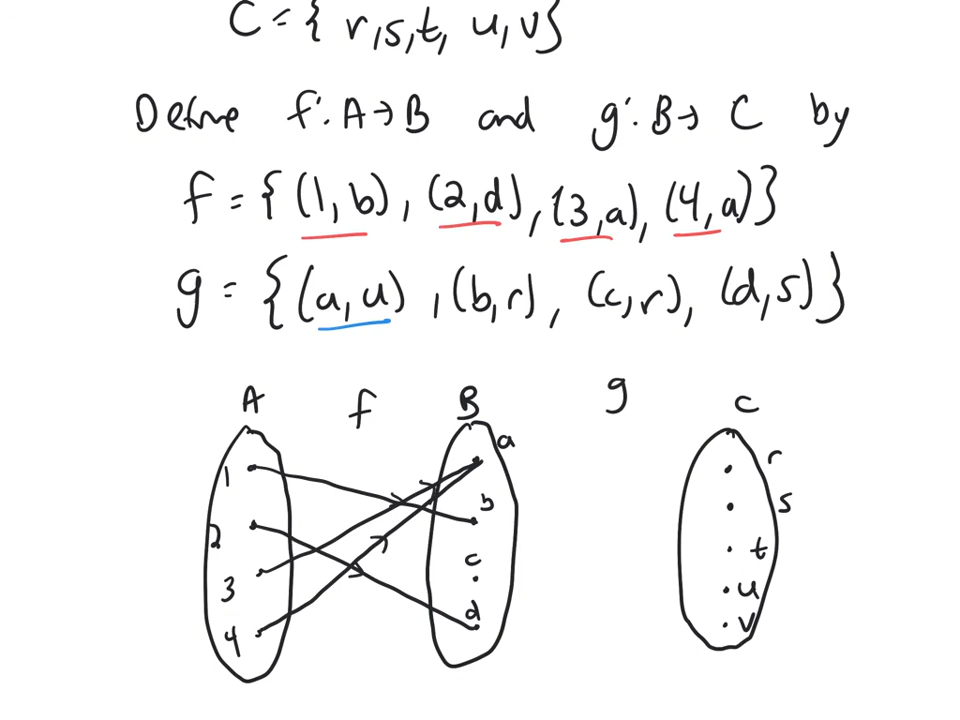 C = { r, s, t, u, v}
Define f: A → B and g: B → C by
f = { (1, b), (2, d), (3, a), (4, a)}
g = { (a, u), (b, r), (c, r), (d, s)}
A f B g C
a
1 r
b s
2
c t
3 u
d
4 v